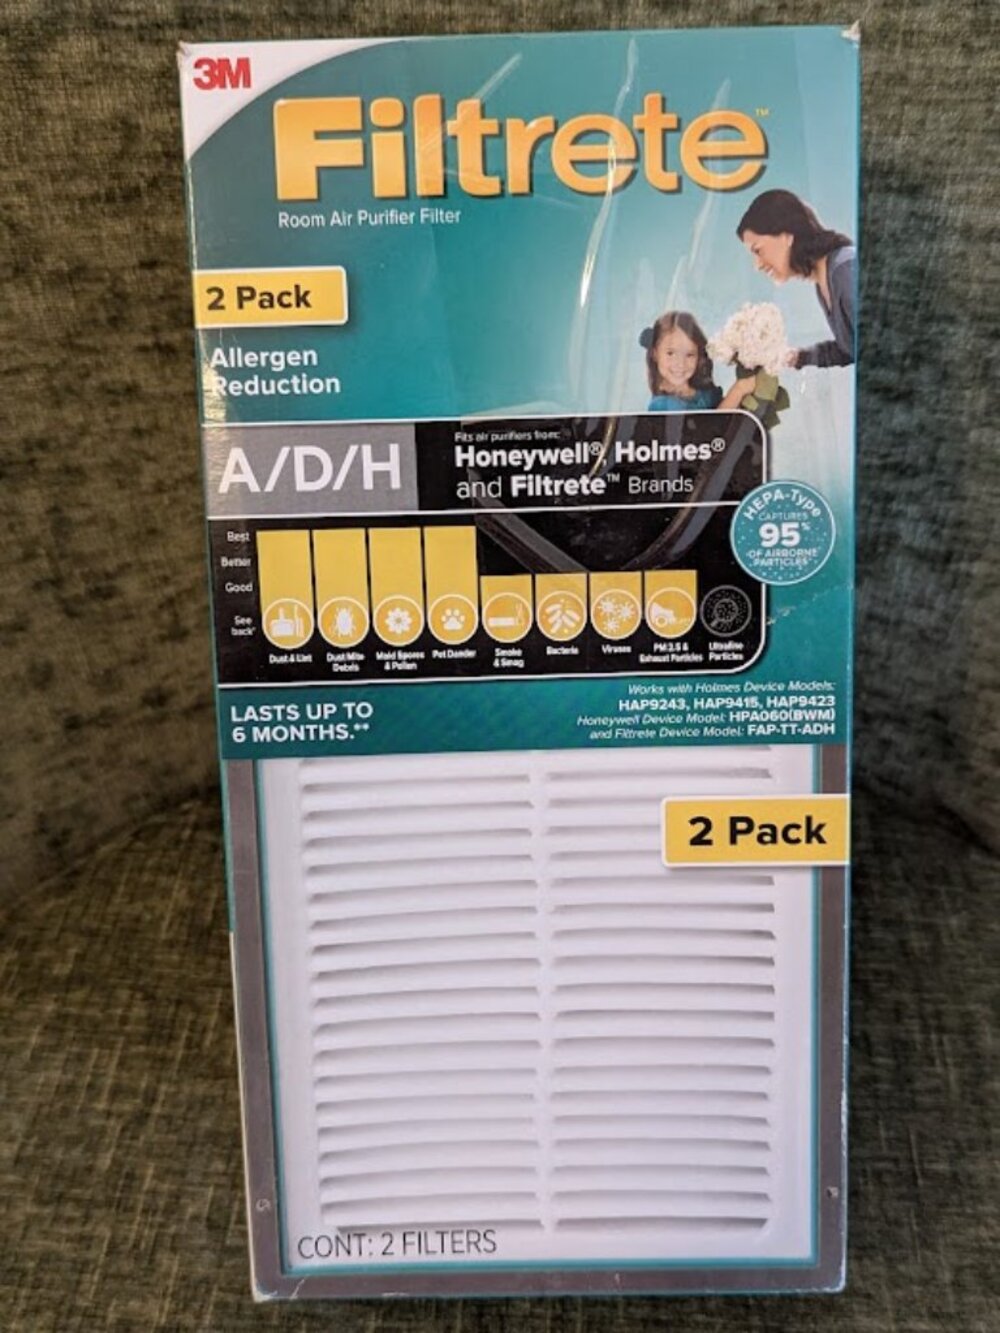 3M
Filtrete™
Room Air Purifier Filter
2 Pack
Allergen
Reduction
A/D/H
Fits air purifiers from:
Honeywell®, Holmes®
and Filtrete™ Brands
HEPA-Type
CAPTURES
95%
OF AIRBORNE
PARTICLES*
Best
Better
Good
See
back*
Dust & Lint
Dust Mite
Debris
Mold Spores
& Pollen
Pet Dander
Smoke
& Smog
Bacteria
Viruses
PM 2.5 &
Exhaust Particles
Ultrafine
Particles
LASTS UP TO
6 MONTHS.**
Works with Holmes Device Models:
HAP9243, HAP9415, HAP9423
Honeywell Device Model: HPA060(BWM)
and Filtrete Device Model: FAP-TT-ADH
2 Pack
CONT: 2 FILTERS